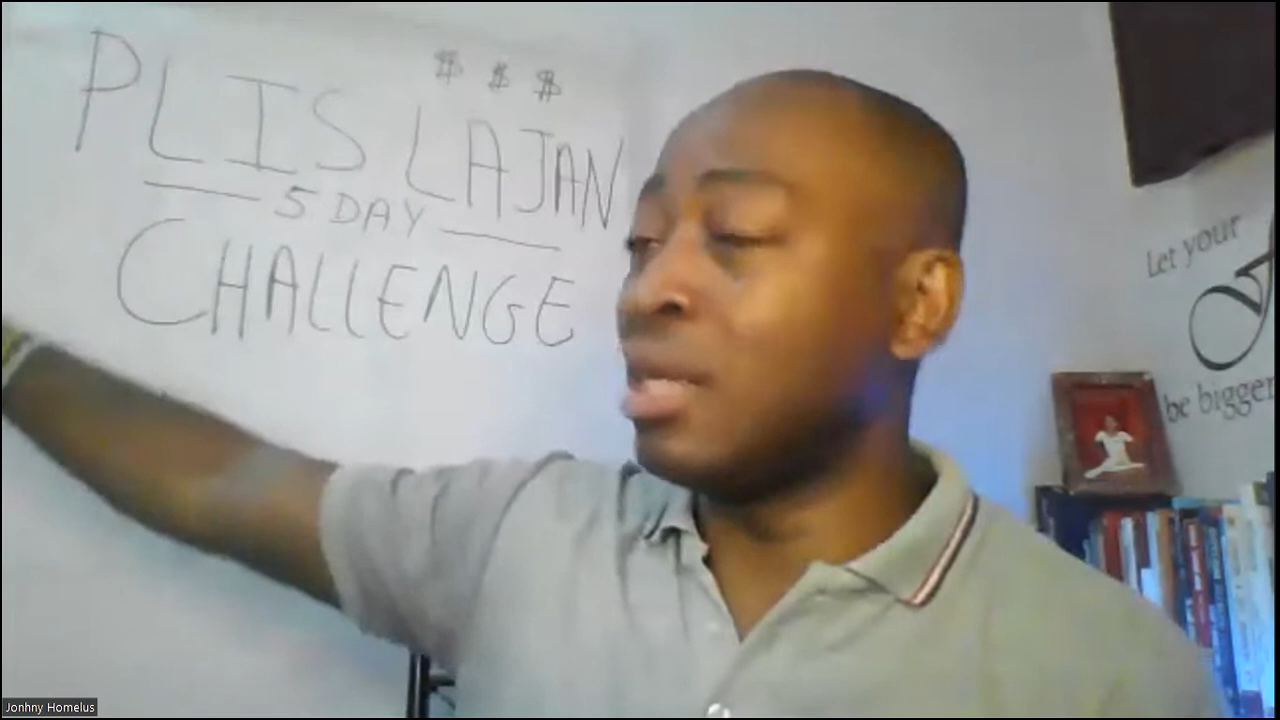 $ $ $
PLIS LAJAN
5 DAY
CHALLENGE
Let your
be bigger
Jonhny Homelus